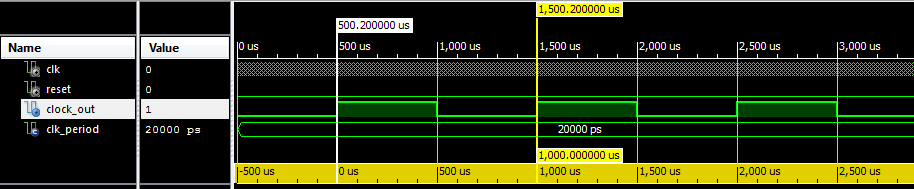 1,500.200000 us
500.200000 us
Name Value
0 us 500 us 1,000 us 1,500 us 2,000 us 2,500 us 3,000 us
clk 0
reset 0
clock_out 1
clk_period 20000 ps 20000 ps
1,000.000000 us
-500 us 0 us 500 us 1,000 us 1,500 us 2,000 us 2,500 us